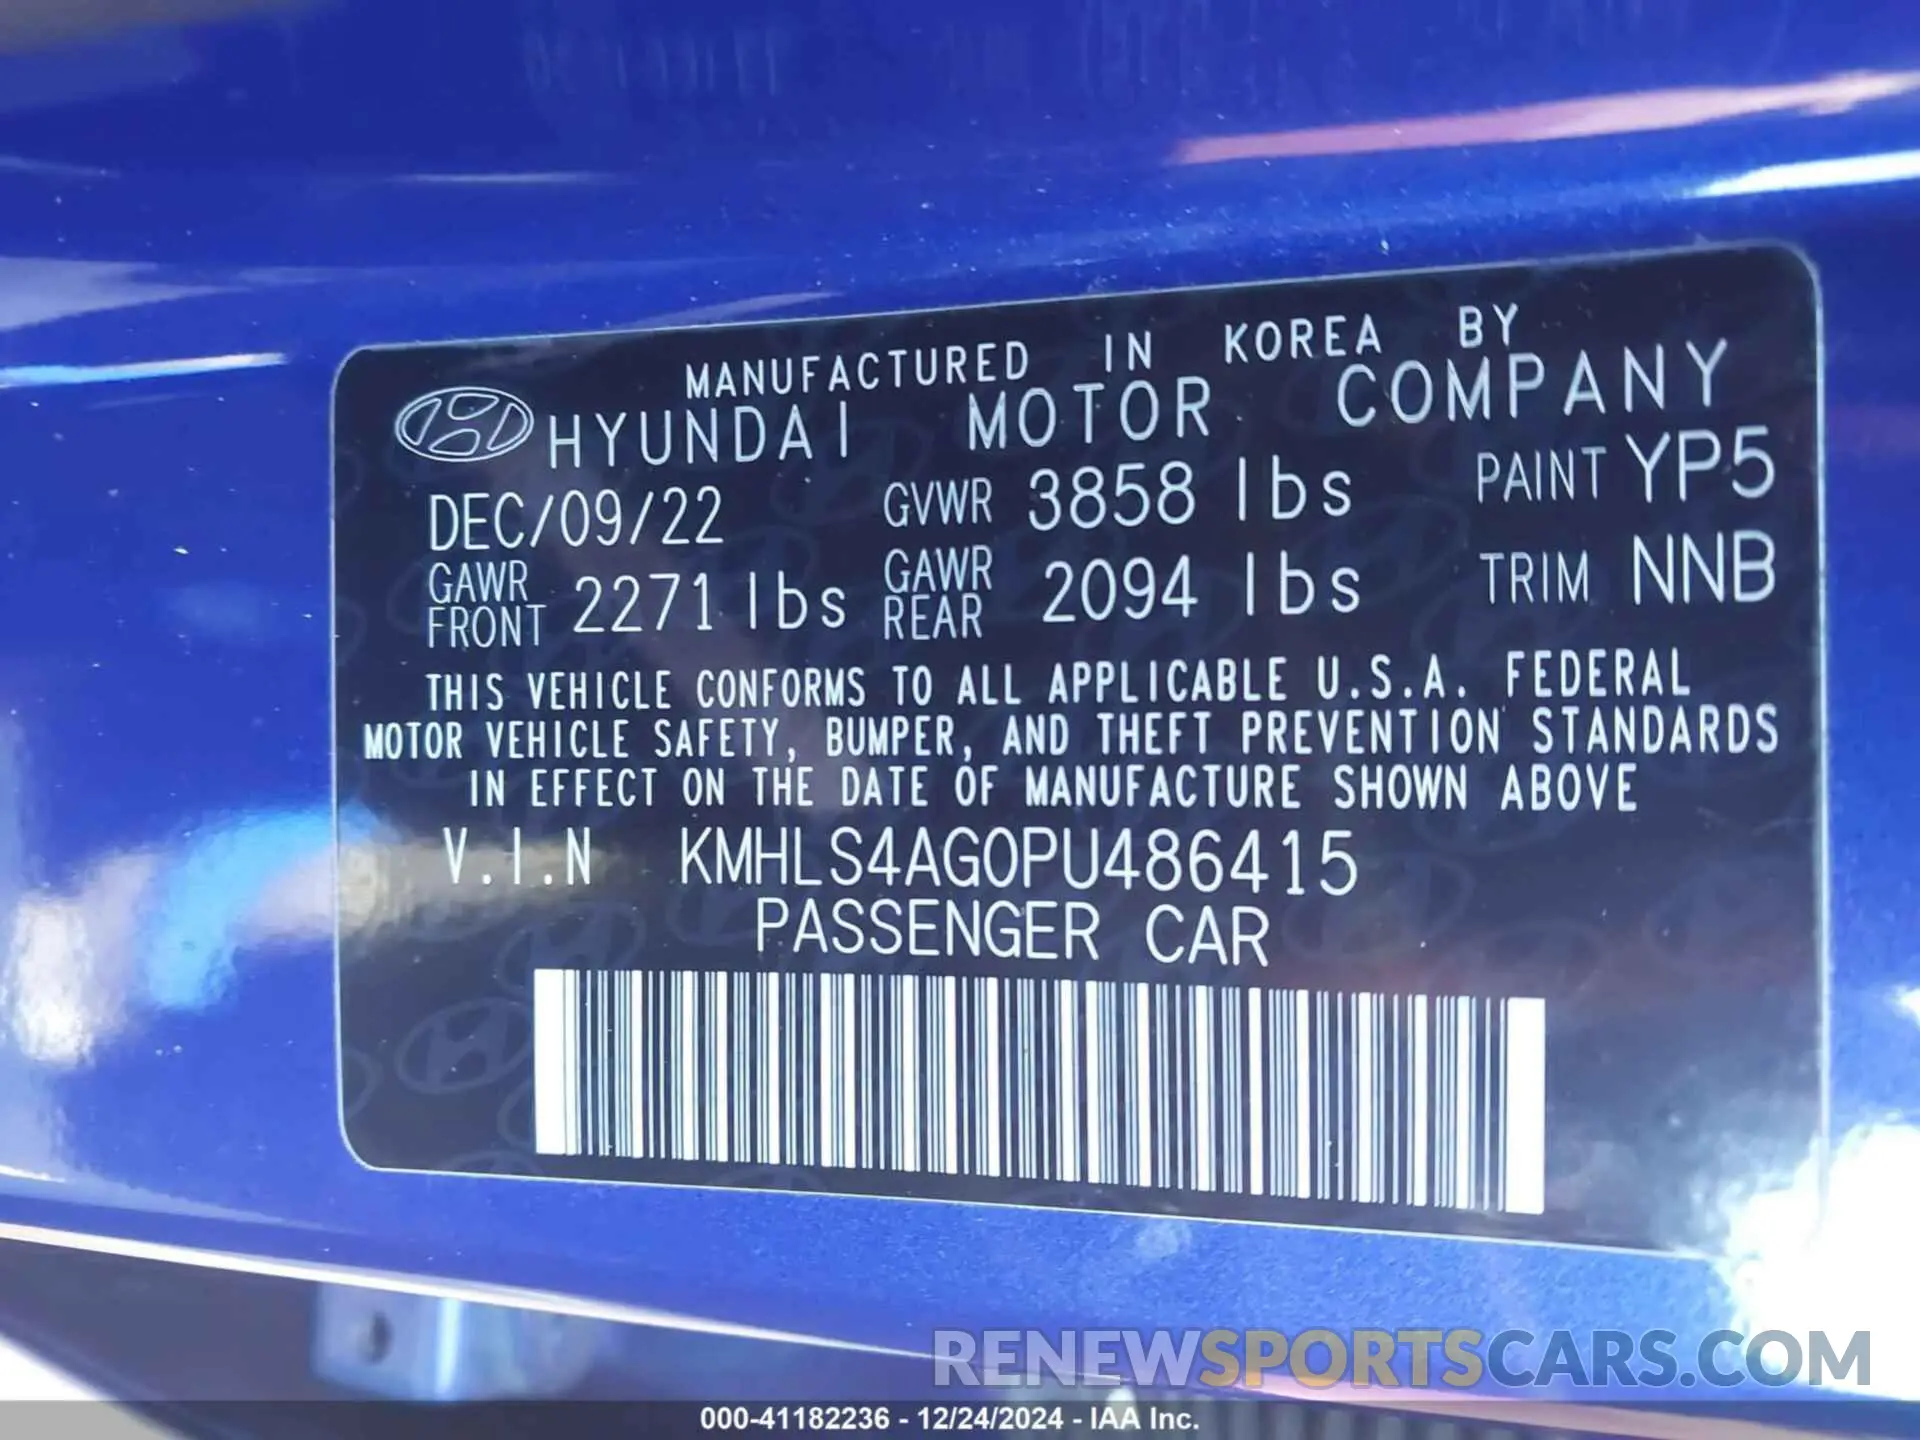 MANUFACTURED IN KOREA BY
HYUNDAI MOTOR COMPANY
DEC/09/22 GVWR 3858 lbs PAINT YP5
GAWR FRONT 2271 lbs GAWR REAR 2094 lbs TRIM NNB
THIS VEHICLE CONFORMS TO ALL APPLICABLE U.S.A. FEDERAL
MOTOR VEHICLE SAFETY, BUMPER, AND THEFT PREVENTION STANDARDS
IN EFFECT ON THE DATE OF MANUFACTURE SHOWN ABOVE
V.I.N KMHLS4AG0PU486415
PASSENGER CAR
RENEWSPORTSCARS.COM
000-41182236 - 12/24/2024 - IAA Inc.